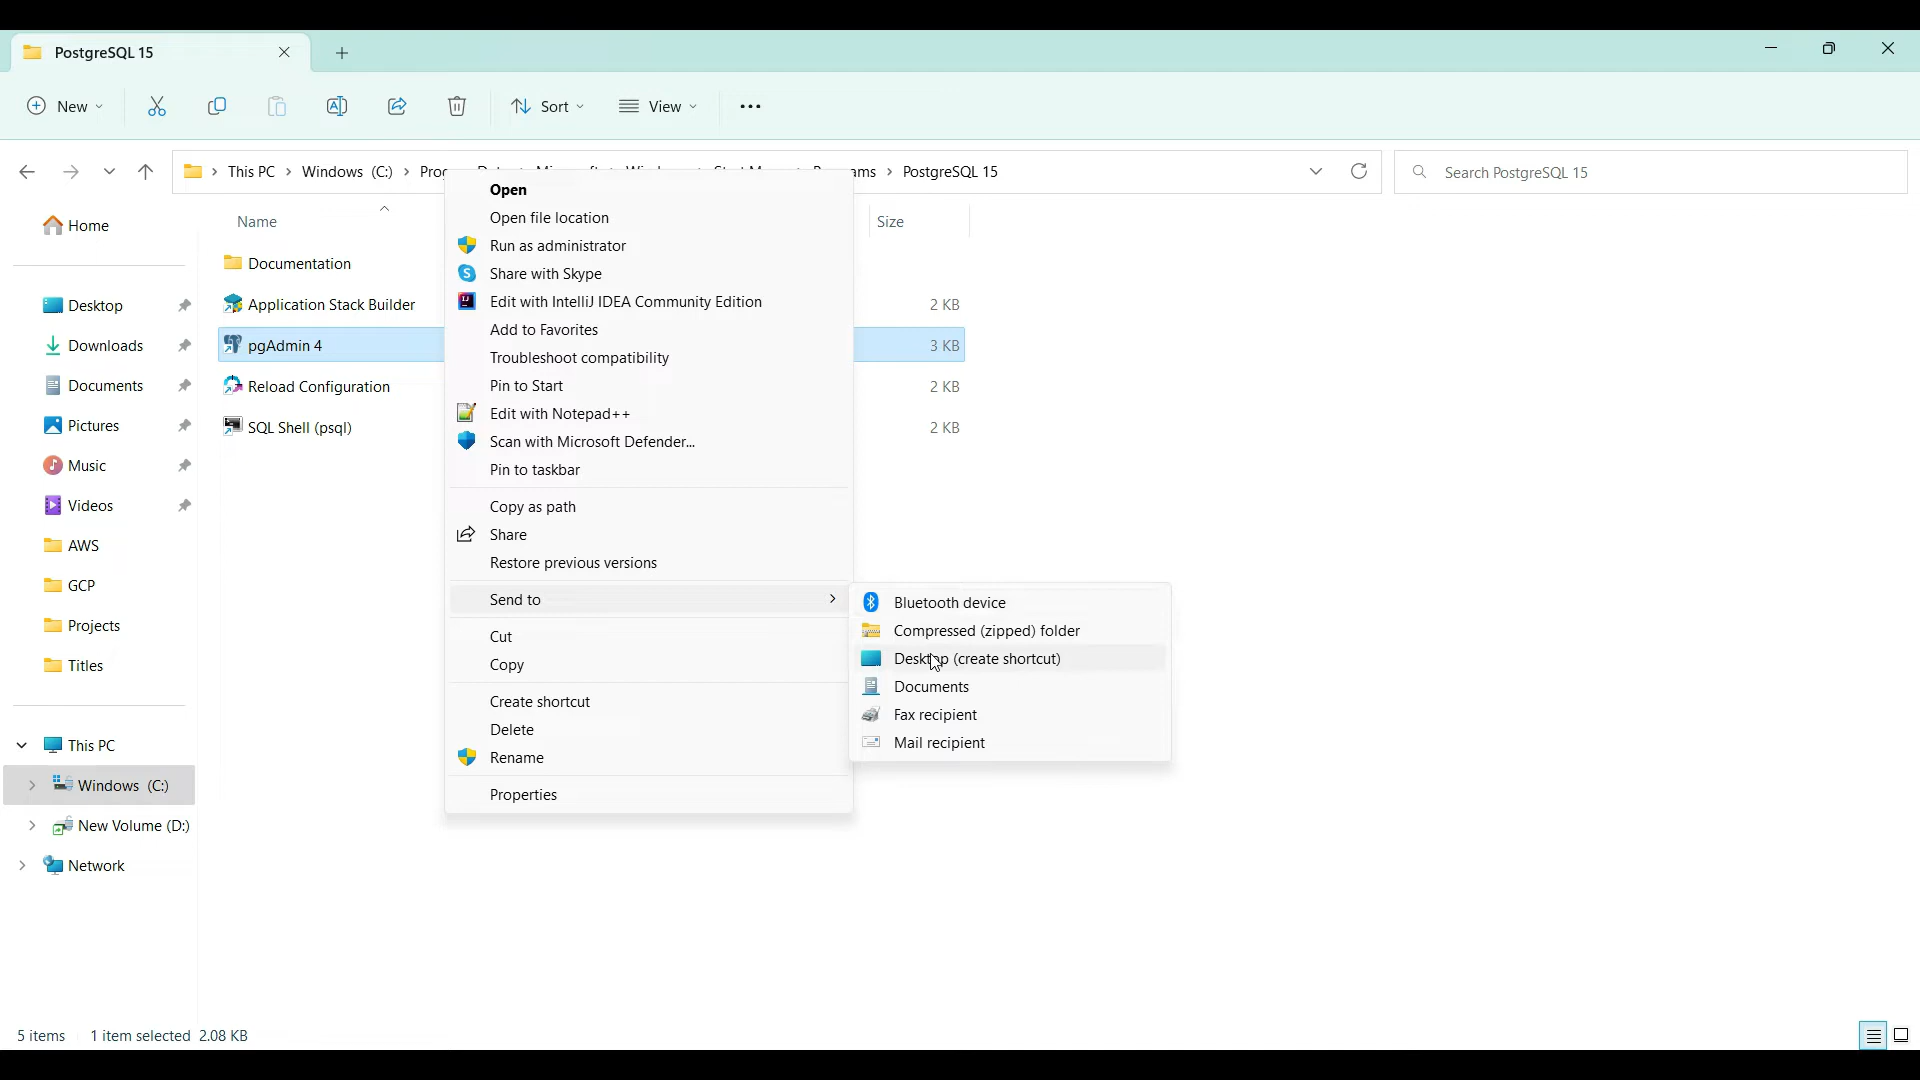 PostgreSQL 15
New
Sort
View
This PC > Windows (C:) > > PostgreSQL 15
Search PostgreSQL 15
Home
Desktop
Downloads
Documents
Pictures
Music
Videos
AWS
GCP
Projects
Titles
This PC
Windows (C:)
New Volume (D:)
Network
Name
Size
Documentation
Application Stack Builder
2 KB
pgAdmin 4
3 KB
Reload Configuration
2 KB
SQL Shell (psql)
2 KB
Open
Open file location
Run as administrator
Share with Skype
Edit with IntelliJ IDEA Community Edition
Add to Favorites
Troubleshoot compatibility
Pin to Start
Edit with Notepad++
Scan with Microsoft Defender...
Pin to taskbar
Copy as path
Share
Restore previous versions
Send to
Cut
Copy
Create shortcut
Delete
Rename
Properties
Bluetooth device
Compressed (zipped) folder
Desktop (create shortcut)
Documents
Fax recipient
Mail recipient
5 items
1 item selected 2.08 KB